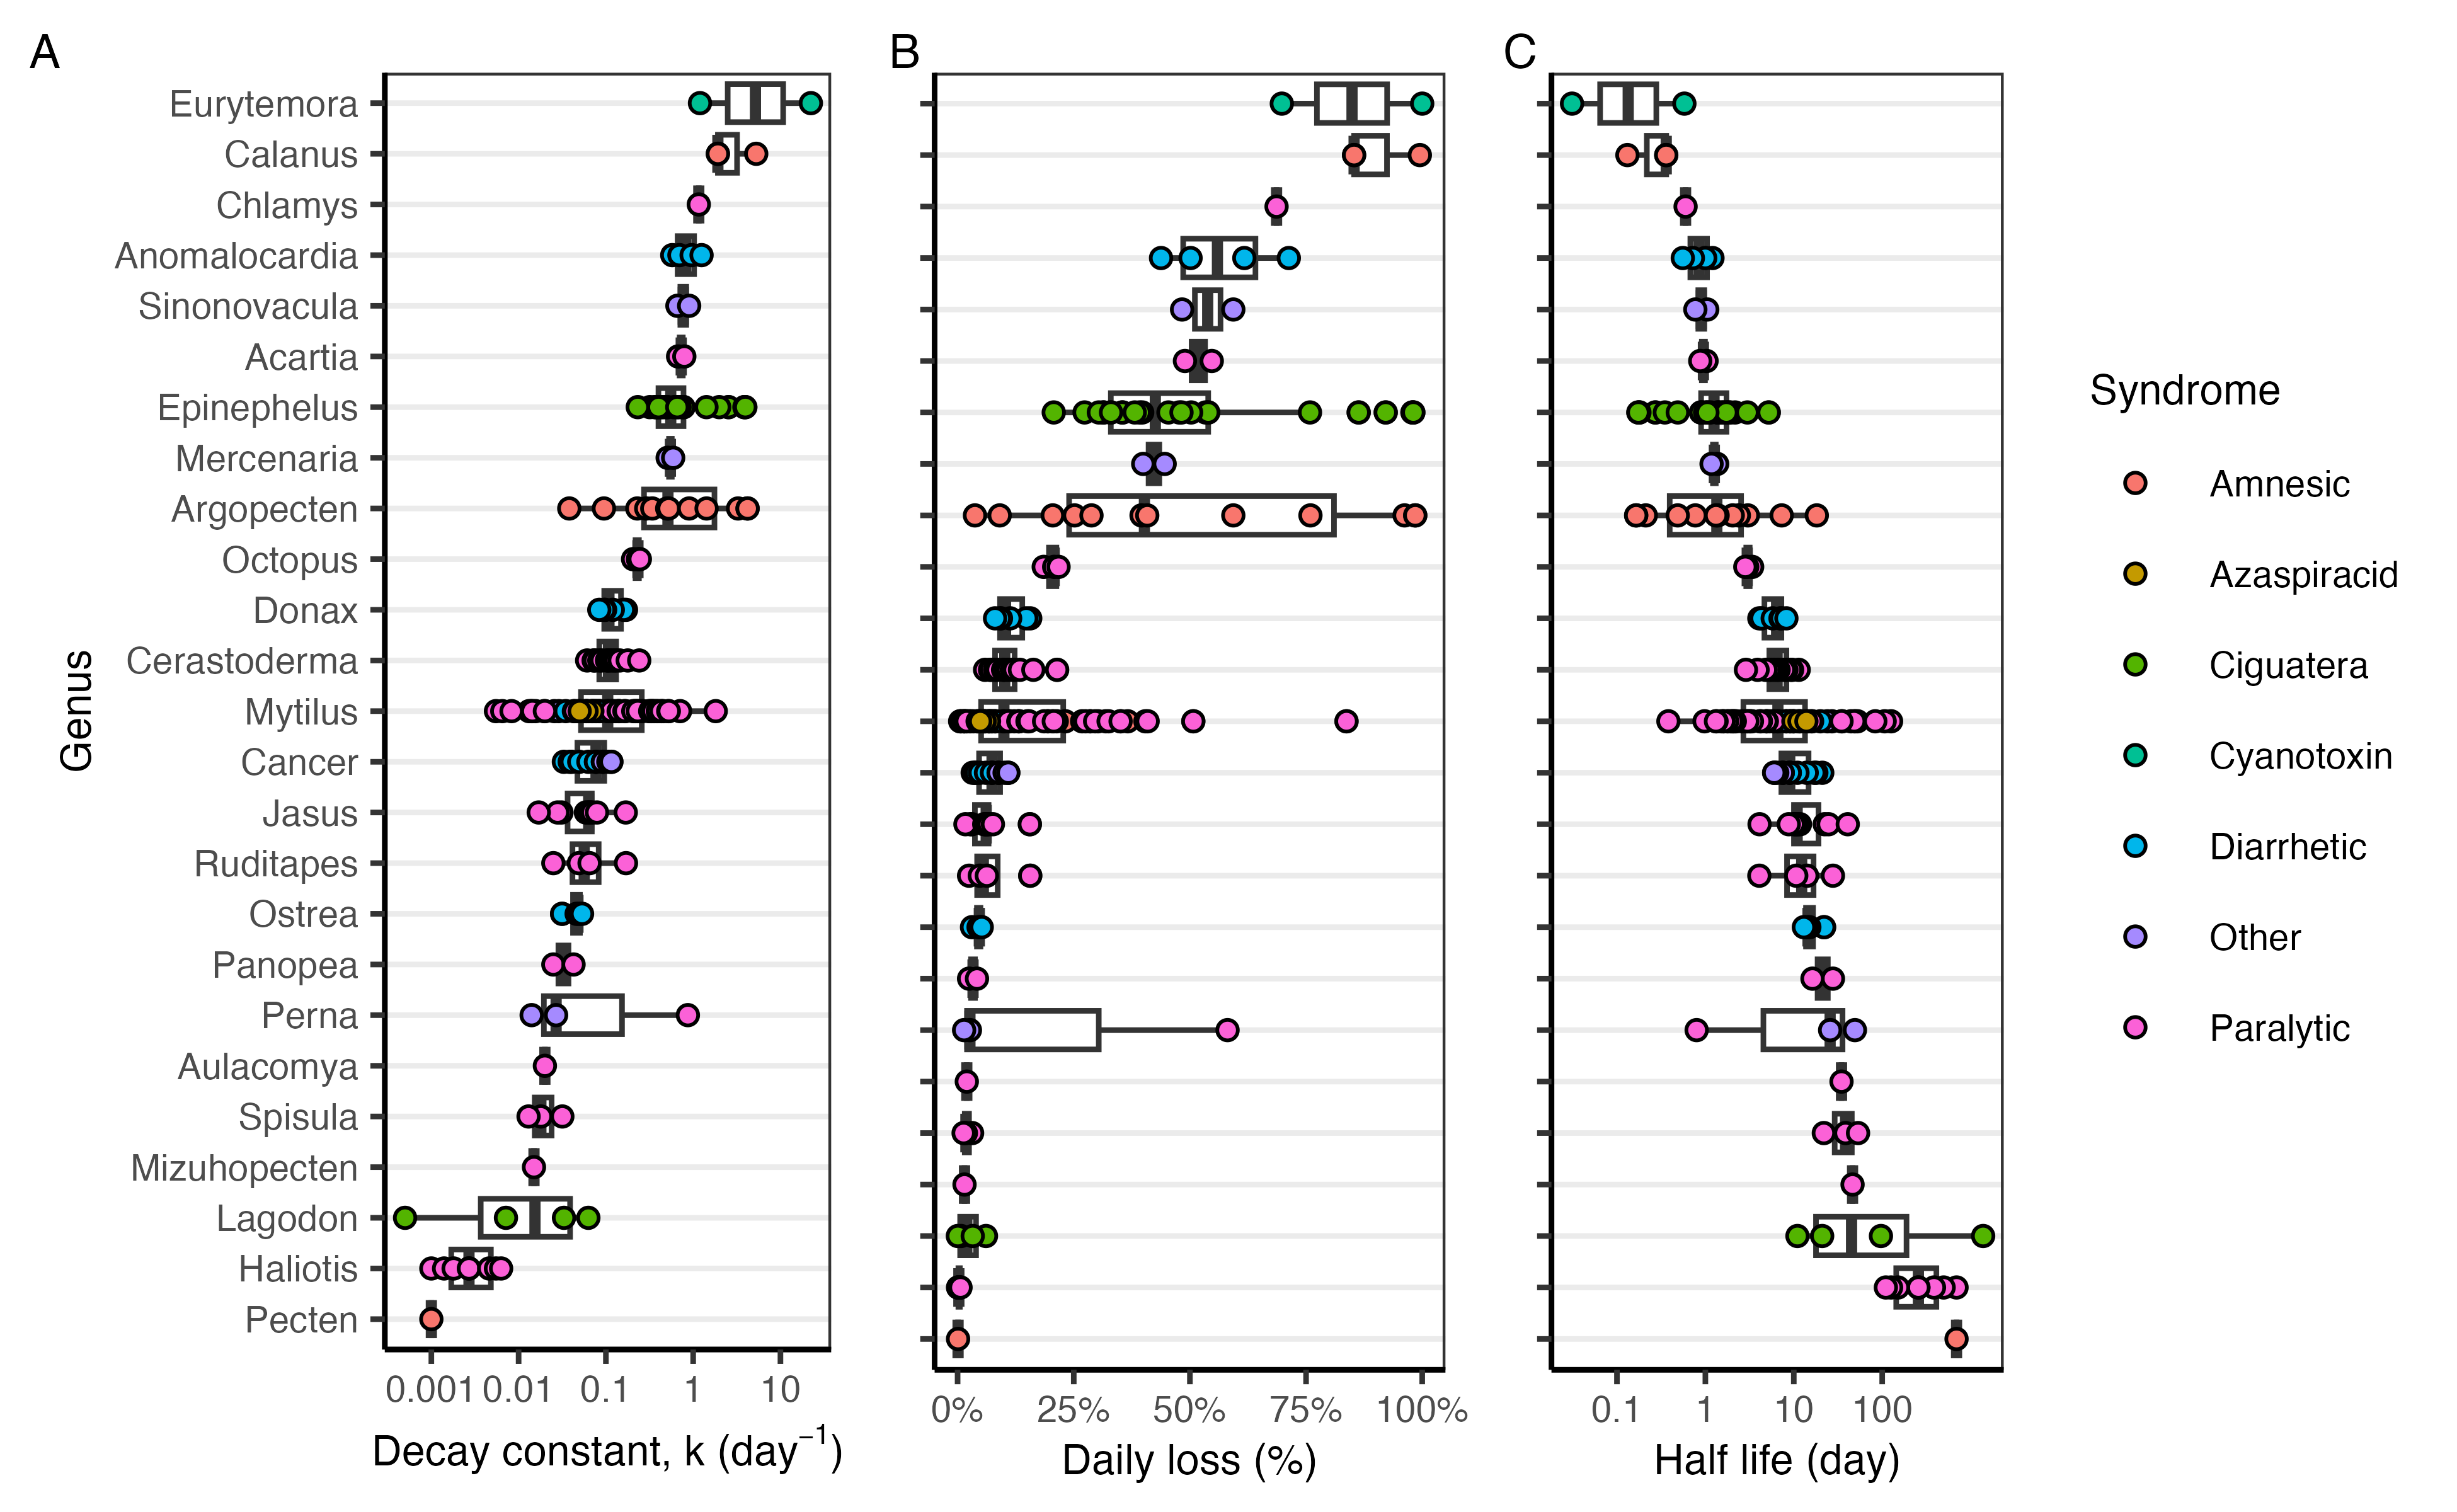 A
B
C
Genus
Eurytemora
Calanus
Chlamys
Anomalocardia
Sinonovacula
Acartia
Epinephelus
Mercenaria
Argopecten
Octopus
Donax
Cerastoderma
Mytilus
Cancer
Jasus
Ruditapes
Ostrea
Panopea
Perna
Aulacomya
Spisula
Mizuhopecten
Lagodon
Haliotis
Pecten
0.001 0.01 0.1 1 10
Decay constant, k (day⁻¹)
0% 25% 50% 75% 100%
Daily loss (%)
0.1 1 10 100
Half life (day)
Syndrome
Amnesic
Azaspiracid
Ciguatera
Cyanotoxin
Diarrhetic
Other
Paralytic